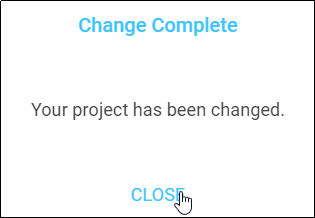 Change Complete
Your project has been changed.
CLOSE